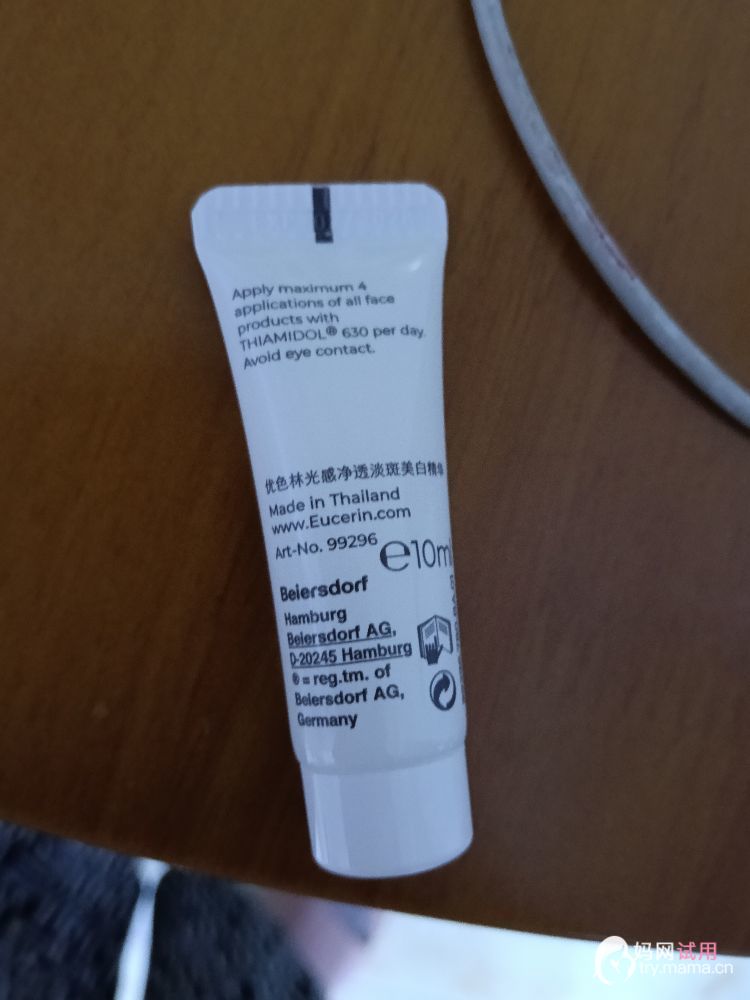 Apply maximum 4
applications of all face
products with
THIAMIDOL® 630 per day.
Avoid eye contact.
优色林光感净透淡斑美白精华
Made in Thailand
www.Eucerin.com
Art-No. 99296
e10ml
Beiersdorf
Hamburg
Beiersdorf AG,
D-20245 Hamburg
® = reg.tm. of
Beiersdorf AG,
Germany
妈网试用
try.mama.cn